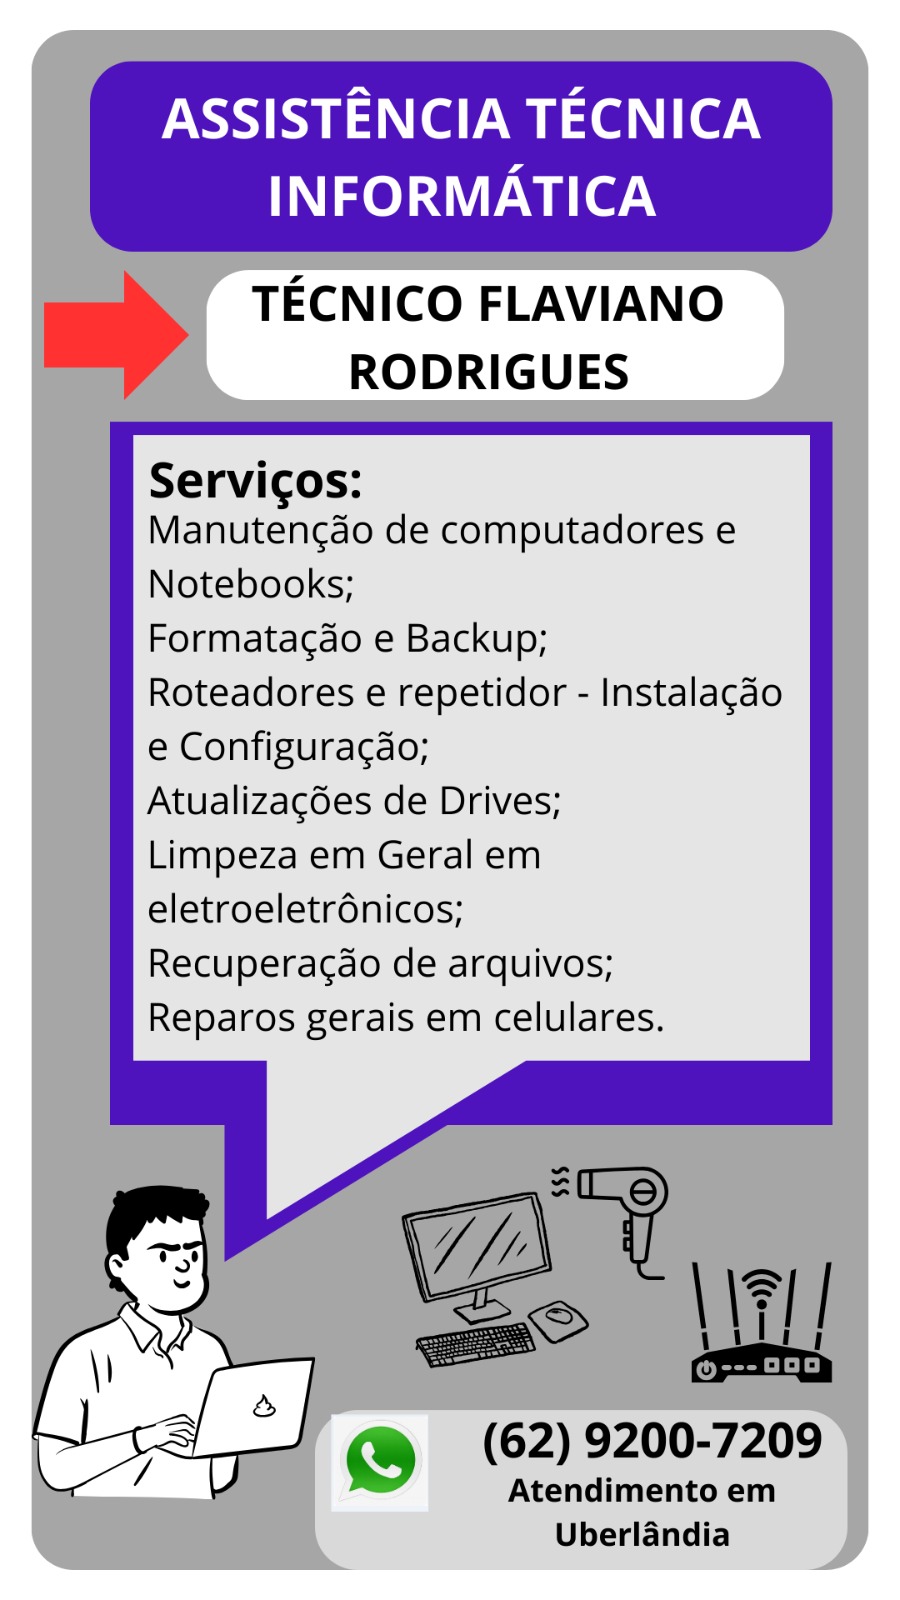 ASSISTÊNCIA TÉCNICA
INFORMÁTICA
TÉCNICO FLAVIANO
RODRIGUES
Serviços:
Manutenção de computadores e
Notebooks;
Formatação e Backup;
Roteadores e repetidor - Instalação
e Configuração;
Atualizações de Drives;
Limpeza em Geral em
eletroeletrônicos;
Recuperação de arquivos;
Reparos gerais em celulares.
(62) 9200-7209
Atendimento em
Uberlândia